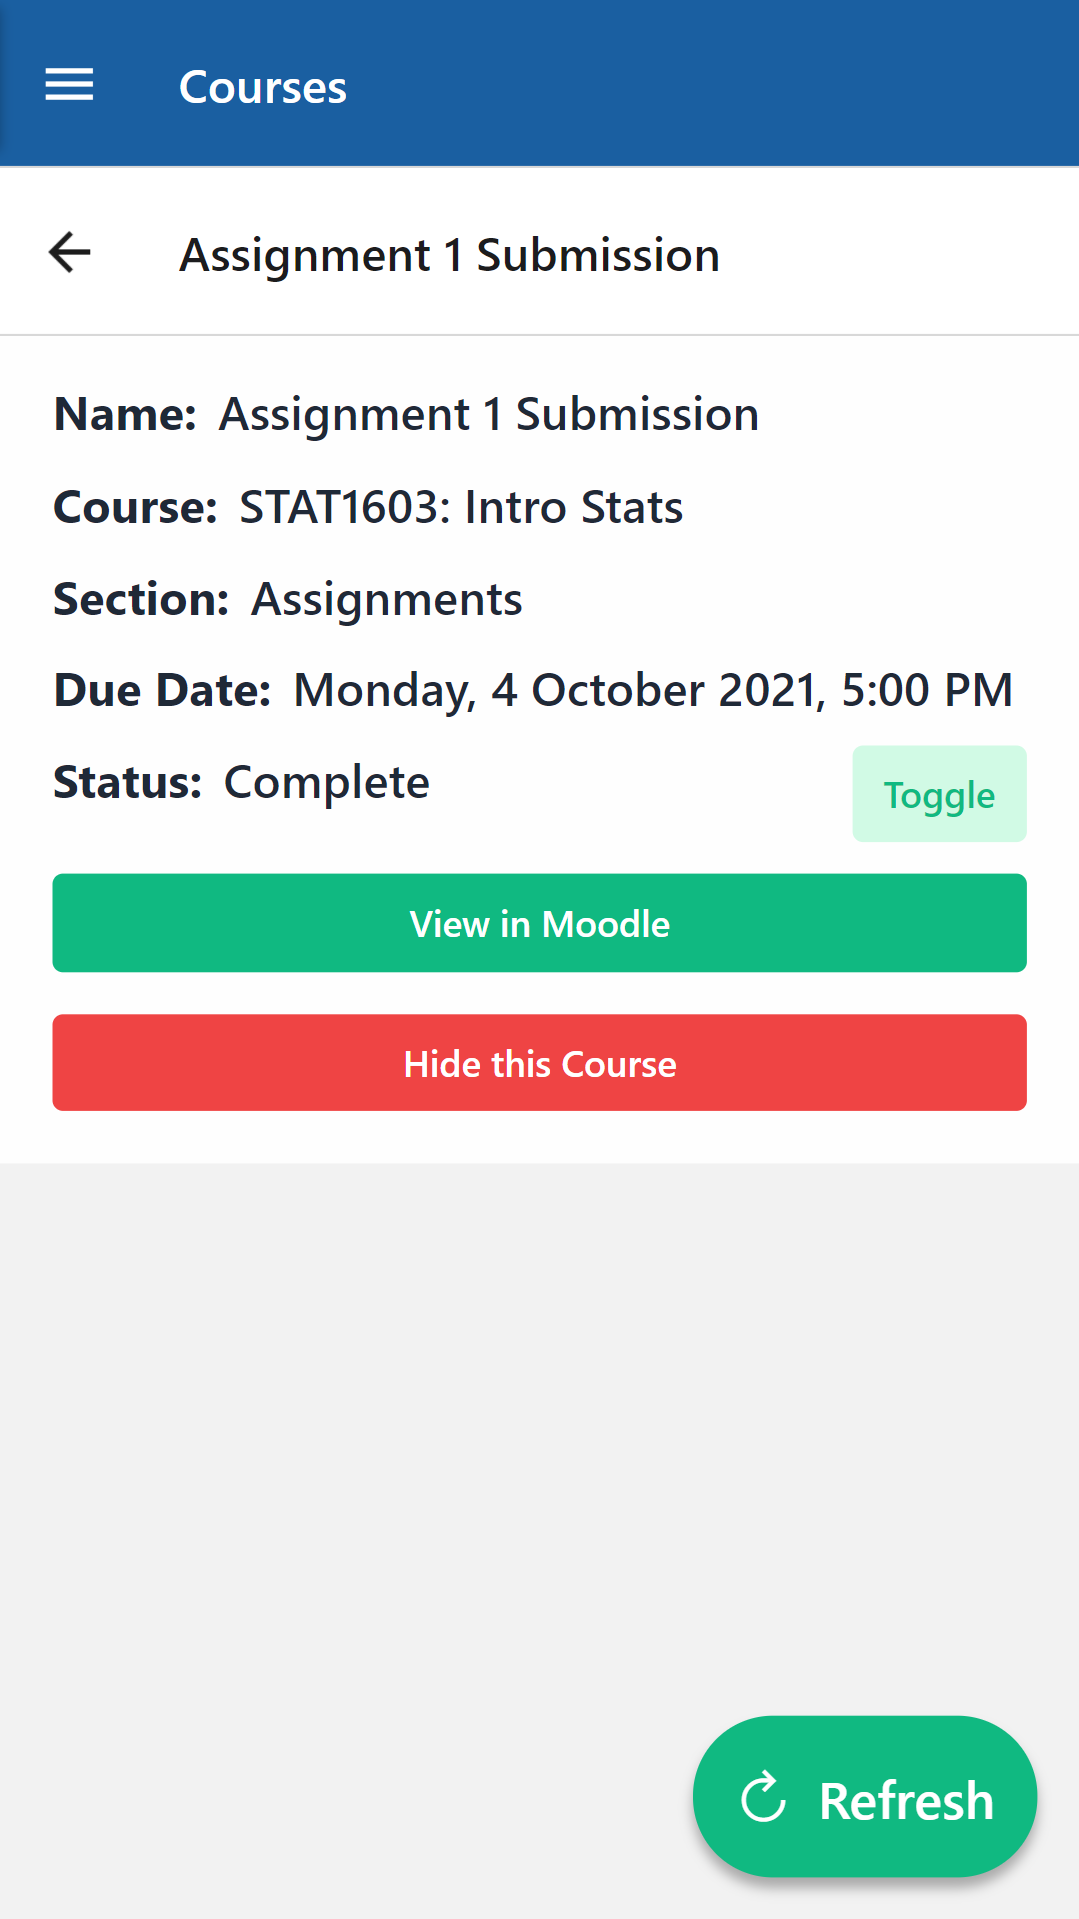 Courses
Assignment 1 Submission
Name: Assignment 1 Submission
Course: STAT1603: Intro Stats
Section: Assignments
Due Date: Monday, 4 October 2021, 5:00 PM
Status: Complete
Toggle
View in Moodle
Hide this Course
Refresh